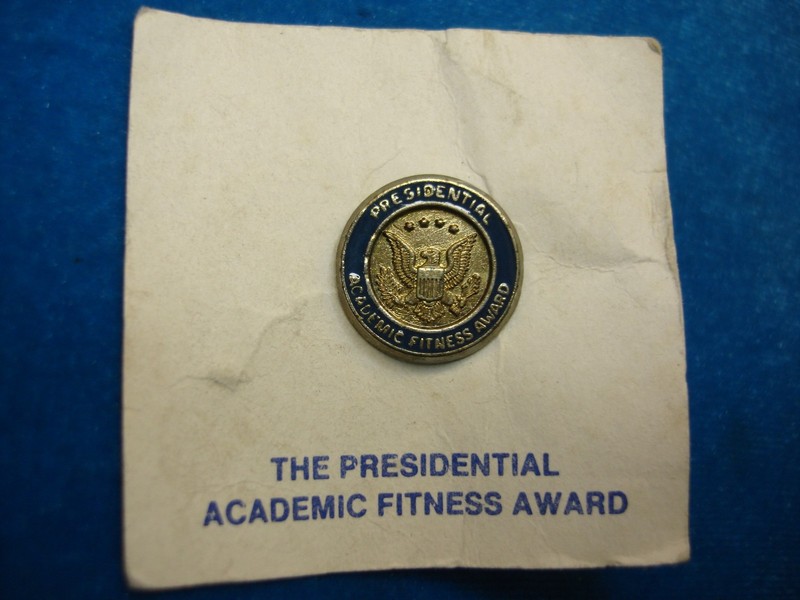 PRESIDENTIAL
ACADEMIC FITNESS AWARD
THE PRESIDENTIAL
ACADEMIC FITNESS AWARD